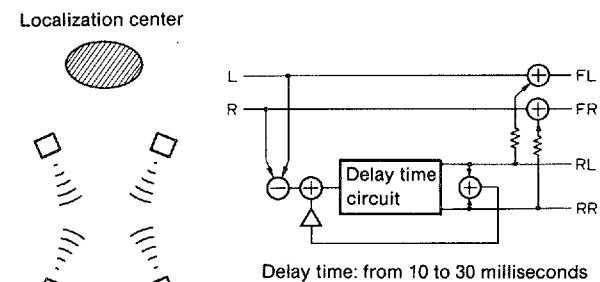 Localization center
L
R
FL
FR
RL
RR
Delay time
circuit
Delay time: from 10 to 30 milliseconds